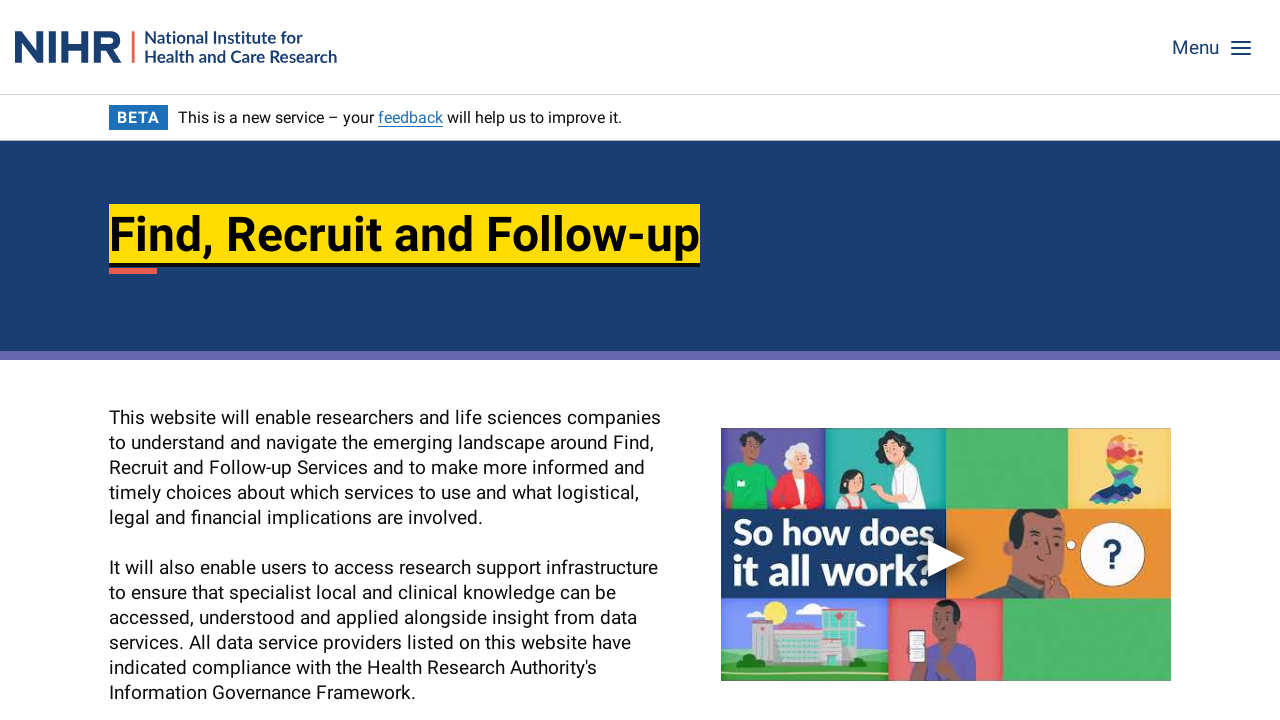 NIHR | National Institute for
Health and Care Research
Menu
BETA This is a new service – your feedback will help us to improve it.
Find, Recruit and Follow-up
This website will enable researchers and life sciences companies
to understand and navigate the emerging landscape around Find,
Recruit and Follow-up Services and to make more informed and
timely choices about which services to use and what logistical,
legal and financial implications are involved.
It will also enable users to access research support infrastructure
to ensure that specialist local and clinical knowledge can be
accessed, understood and applied alongside insight from data
services. All data service providers listed on this website have
indicated compliance with the Health Research Authority's
Information Governance Framework.
So how does
it all work?
?